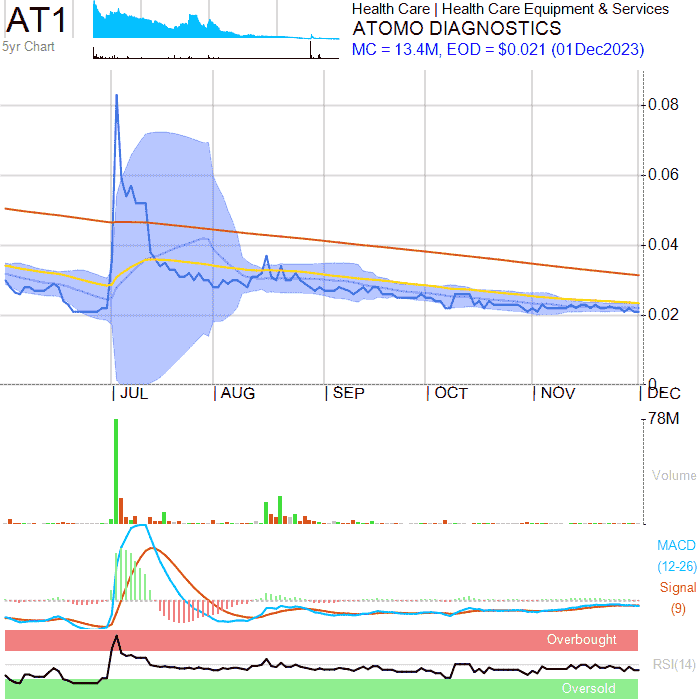 AT1
5yr Chart
Health Care | Health Care Equipment & Services
ATOMO DIAGNOSTICS
MC = 13.4M, EOD = $0.021 (01Dec2023)
0.08
0.06
0.04
0.02
0
JUL AUG SEP OCT NOV DEC
78M
Volume
MACD
(12-26)
Signal
(9)
Overbought
RSI(14)
Oversold